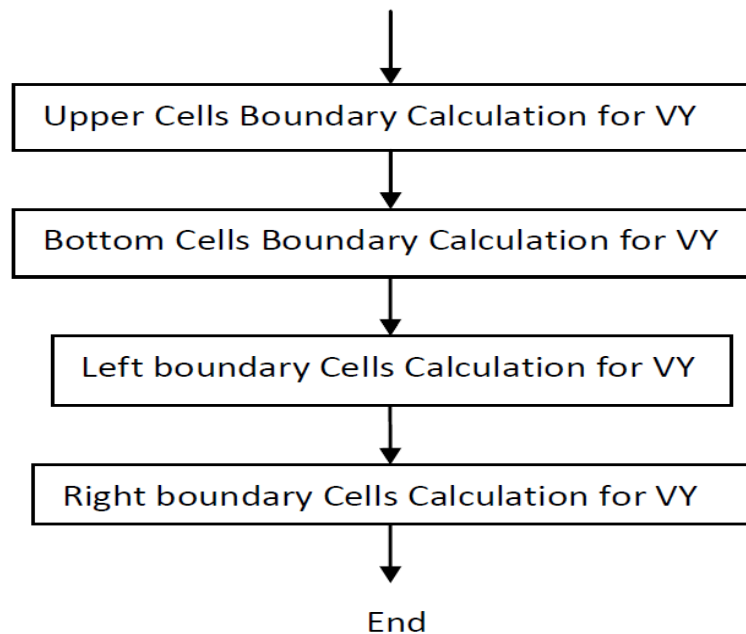 Upper Cells Boundary Calculation for VY
Bottom Cells Boundary Calculation for VY
Left boundary Cells Calculation for VY
Right boundary Cells Calculation for VY
End